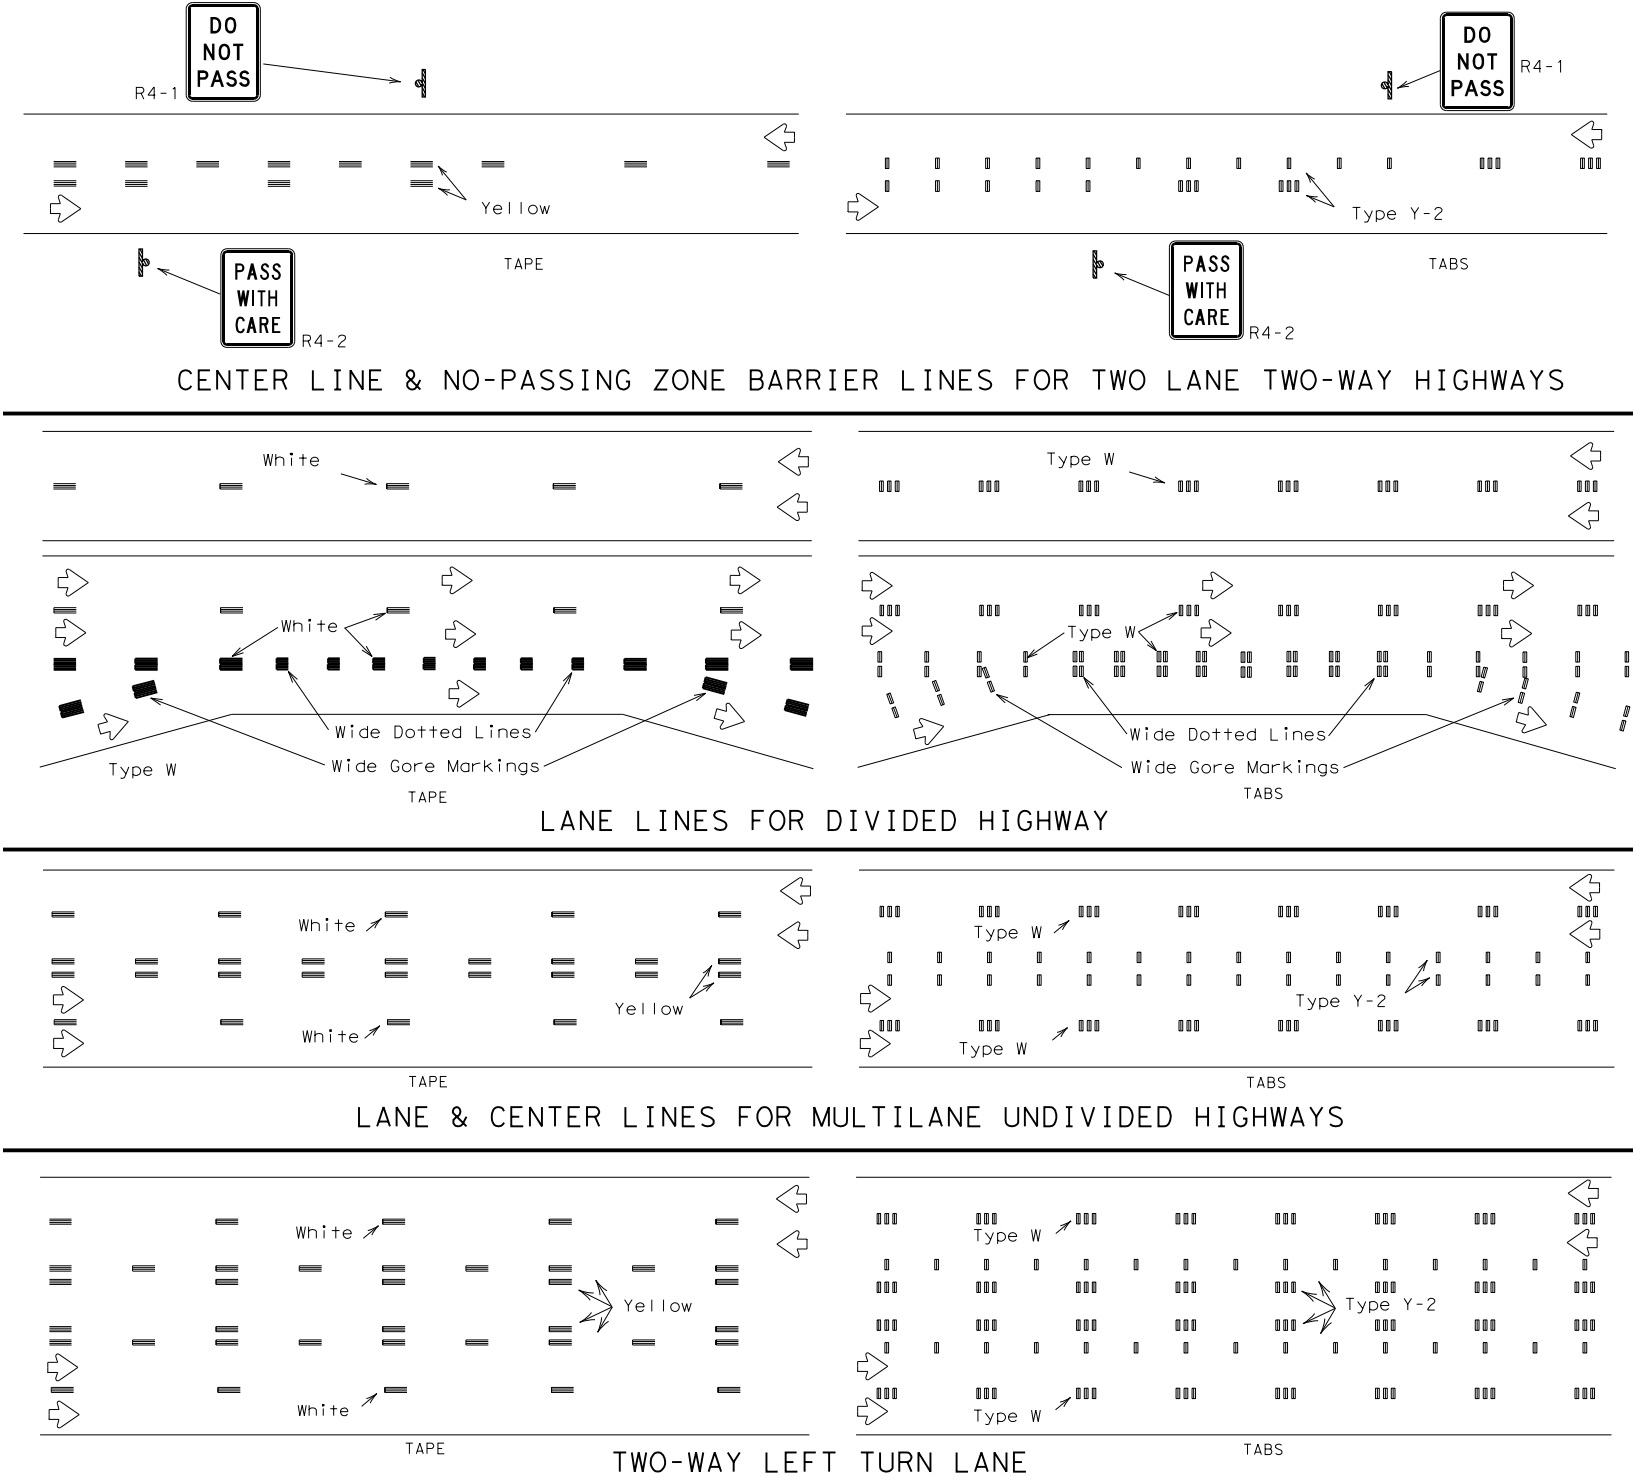 DO
NOT
PASS
R4-1
DO
NOT
PASS
R4-1
Yellow
Type Y-2
PASS
WITH
CARE
R4-2
TAPE
PASS
WITH
CARE
R4-2
TABS
CENTER LINE & NO-PASSING ZONE BARRIER LINES FOR TWO LANE TWO-WAY HIGHWAYS
White
Type W
White
Type W
Wide Dotted Lines
Wide Dotted Lines
Type W
Wide Gore Markings
Wide Gore Markings
TAPE
TABS
LANE LINES FOR DIVIDED HIGHWAY
White
Type W
Yellow
Type Y-2
White
Type W
TAPE
TABS
LANE & CENTER LINES FOR MULTILANE UNDIVIDED HIGHWAYS
White
Type W
Yellow
Type Y-2
White
Type W
TAPE
TABS
TWO-WAY LEFT TURN LANE